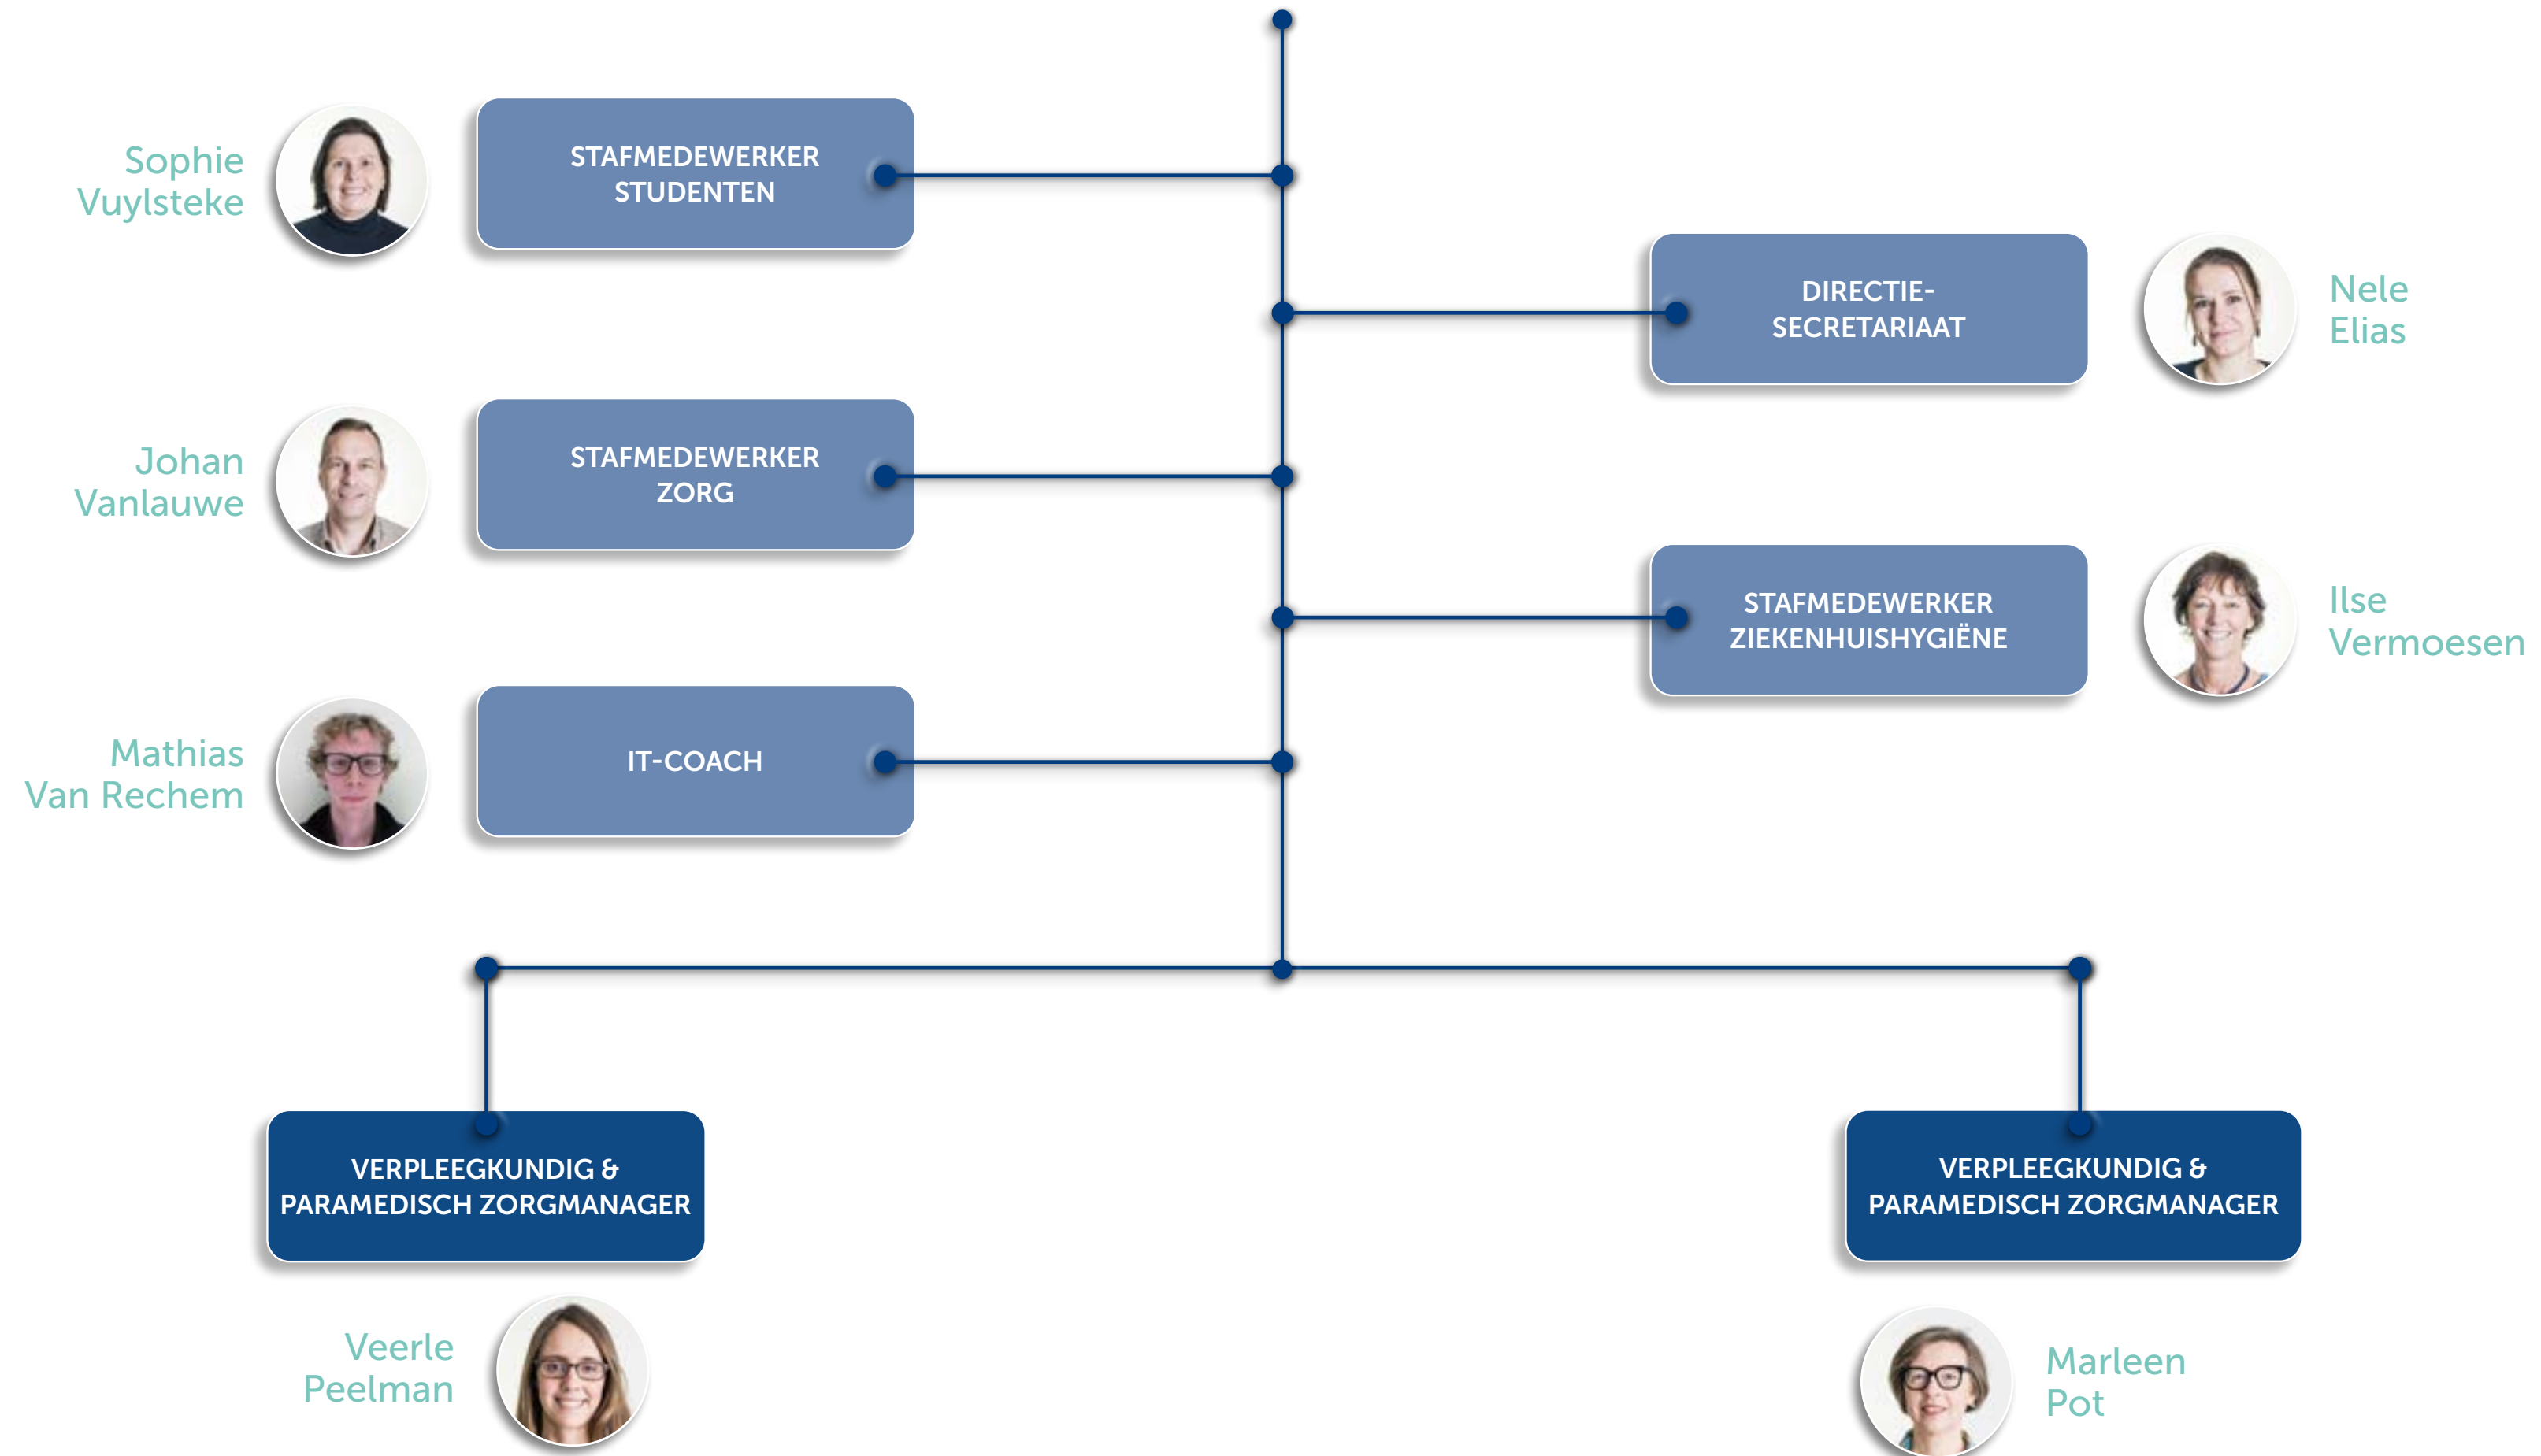 Sophie
Vuylsteke
STAFMEDEWERKER
STUDENTEN
DIRECTIE-
SECRETARIAAT
Nele
Elias
Johan
Vanlauwe
STAFMEDEWERKER
ZORG
STAFMEDEWERKER
ZIEKENHUISHYGIËNE
Ilse
Vermoesen
Mathias
Van Rechem
IT-COACH
VERPLEEGKUNDIG &
PARAMEDISCH ZORGMANAGER
Veerle
Peelman
VERPLEEGKUNDIG &
PARAMEDISCH ZORGMANAGER
Marleen
Pot